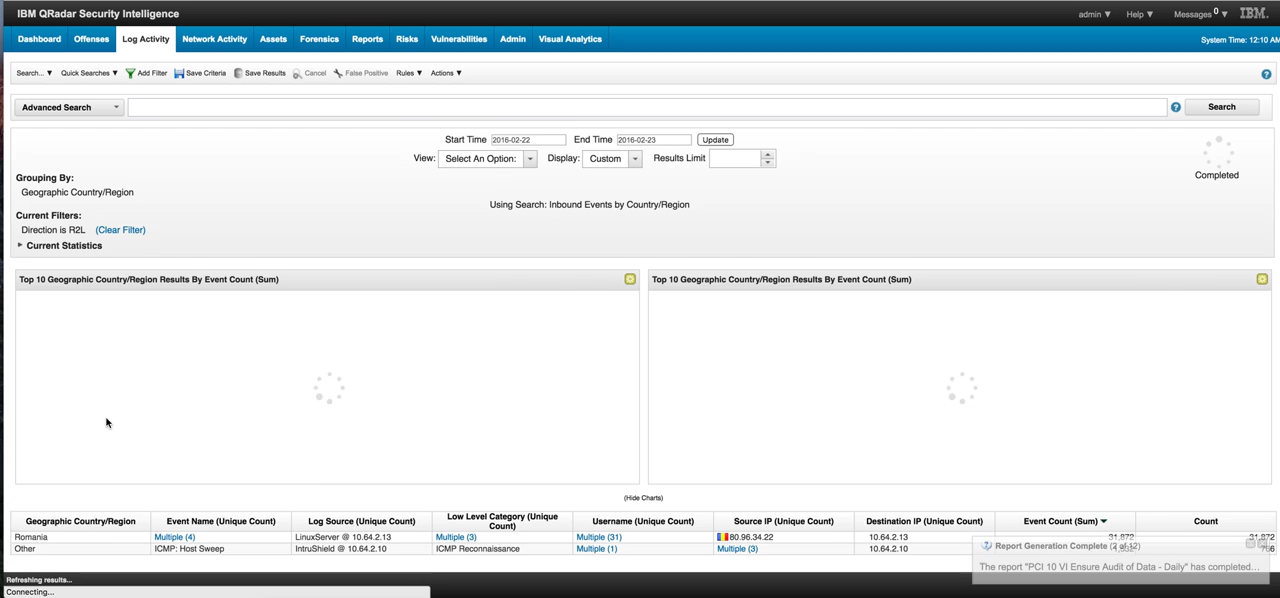 IBM QRadar Security Intelligence
admin ▼ Help ▼ Messages 0 ▼ IBM.
Dashboard Offenses Log Activity Network Activity Assets Forensics Reports Risks Vulnerabilities Admin Visual Analytics System Time: 12:10 AM
Search... ▼ Quick Searches ▼ Add Filter Save Criteria Save Results Cancel False Positive Rules ▼ Actions ▼
Advanced Search Search
Start Time 2016-02-22 End Time 2016-02-23 Update
View: Select An Option: Display: Custom Results Limit
Completed
Grouping By:
Geographic Country/Region
Using Search: Inbound Events by Country/Region
Current Filters:
Direction is R2L (Clear Filter)
Current Statistics
Top 10 Geographic Country/Region Results By Event Count (Sum)
Top 10 Geographic Country/Region Results By Event Count (Sum)
(Hide Charts)
Geographic Country/Region Event Name (Unique Count) Log Source (Unique Count) Low Level Category (Unique Count) Username (Unique Count) Source IP (Unique Count) Destination IP (Unique Count) Event Count (Sum) ▼ Count
Romania Multiple (4) LinuxServer @ 10.64.2.13 Multiple (3) Multiple (31) 80.96.34.22 10.64.2.13 31,872 31,872
Other ICMP: Host Sweep IntruShield @ 10.64.2.10 ICMP Reconnaissance Multiple (1) Multiple (3) 10.64.2.10
Report Generation Complete (2 of 12)
The report "PCI 10 VI Ensure Audit of Data - Daily" has completed...
Refreshing results...
Connecting...